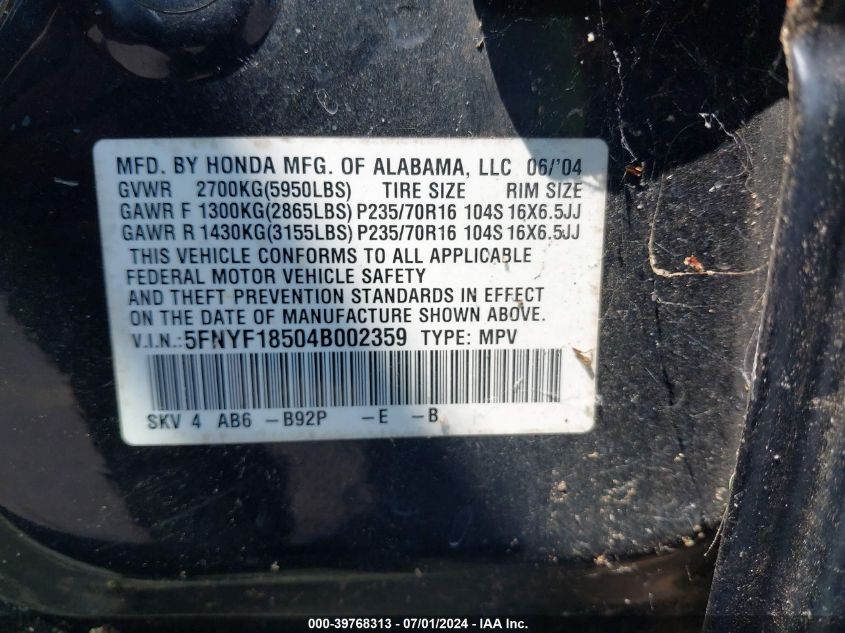 MFD. BY HONDA MFG. OF ALABAMA, LLC 06/'04
GVWR 2700KG(5950LBS) TIRE SIZE RIM SIZE
GAWR F 1300KG(2865LBS) P235/70R16 104S 16X6.5JJ
GAWR R 1430KG(3155LBS) P235/70R16 104S 16X6.5JJ
THIS VEHICLE CONFORMS TO ALL APPLICABLE
FEDERAL MOTOR VEHICLE SAFETY
AND THEFT PREVENTION STANDARDS IN EFFECT
ON THE DATE OF MANUFACTURE SHOWN ABOVE.
V.I.N.:5FNYF18504B002359 TYPE: MPV
SKV 4 AB6 -B92P -E -B
000-39768313 - 07/01/2024 - IAA Inc.